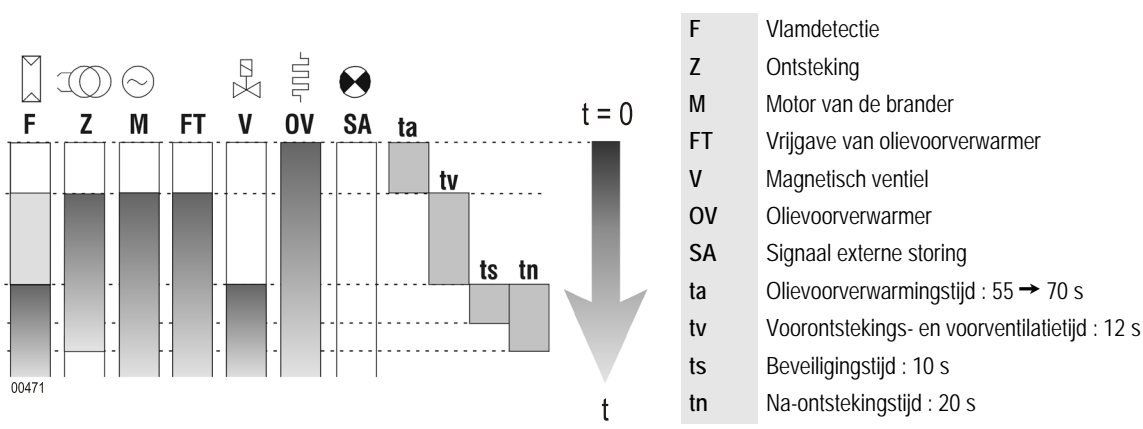 F Z M FT V OV SA ta
tv
ts tn
t = 0
t
00471
F Vlamdetectie
Z Ontsteking
M Motor van de brander
FT Vrijgave van olievoorverwarmer
V Magnetisch ventiel
OV Olievoorverwarmer
SA Signaal externe storing
ta Olievoorverwarmingstijd : 55 → 70 s
tv Voorontstekings- en voorventilatietijd : 12 s
ts Beveiligingstijd : 10 s
tn Na-ontstekingstijd : 20 s